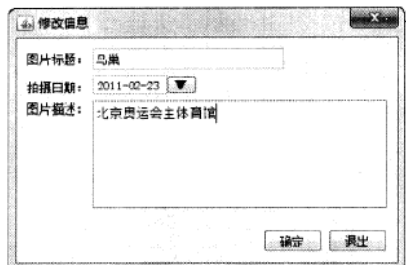 修改信息
图片标题： 鸟巢
拍摄日期： 2011-02-23
图片描述： 北京奥运会主体育馆
确定 退出